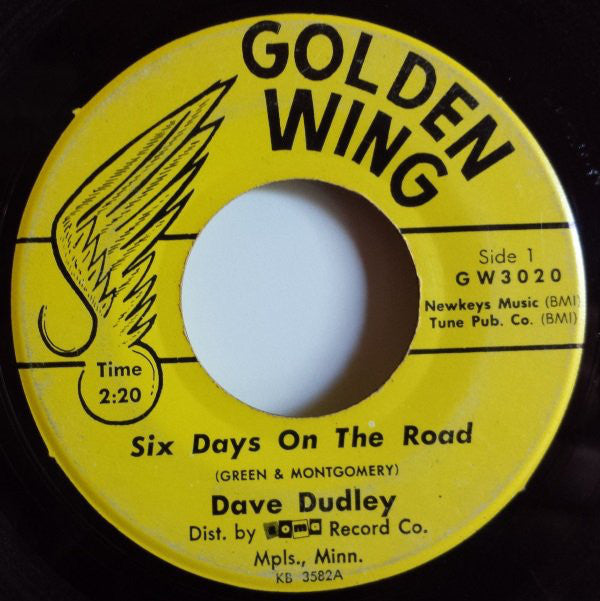 GOLDEN
WING
Side 1
GW3020
Newkeys Music (BMI)
Tune Pub. Co. (BMI)
Time
2:20
Six Days On The Road
(GREEN & MONTGOMERY)
Dave Dudley
Dist. by soma Record Co.
Mpls., Minn.
KB 3582A